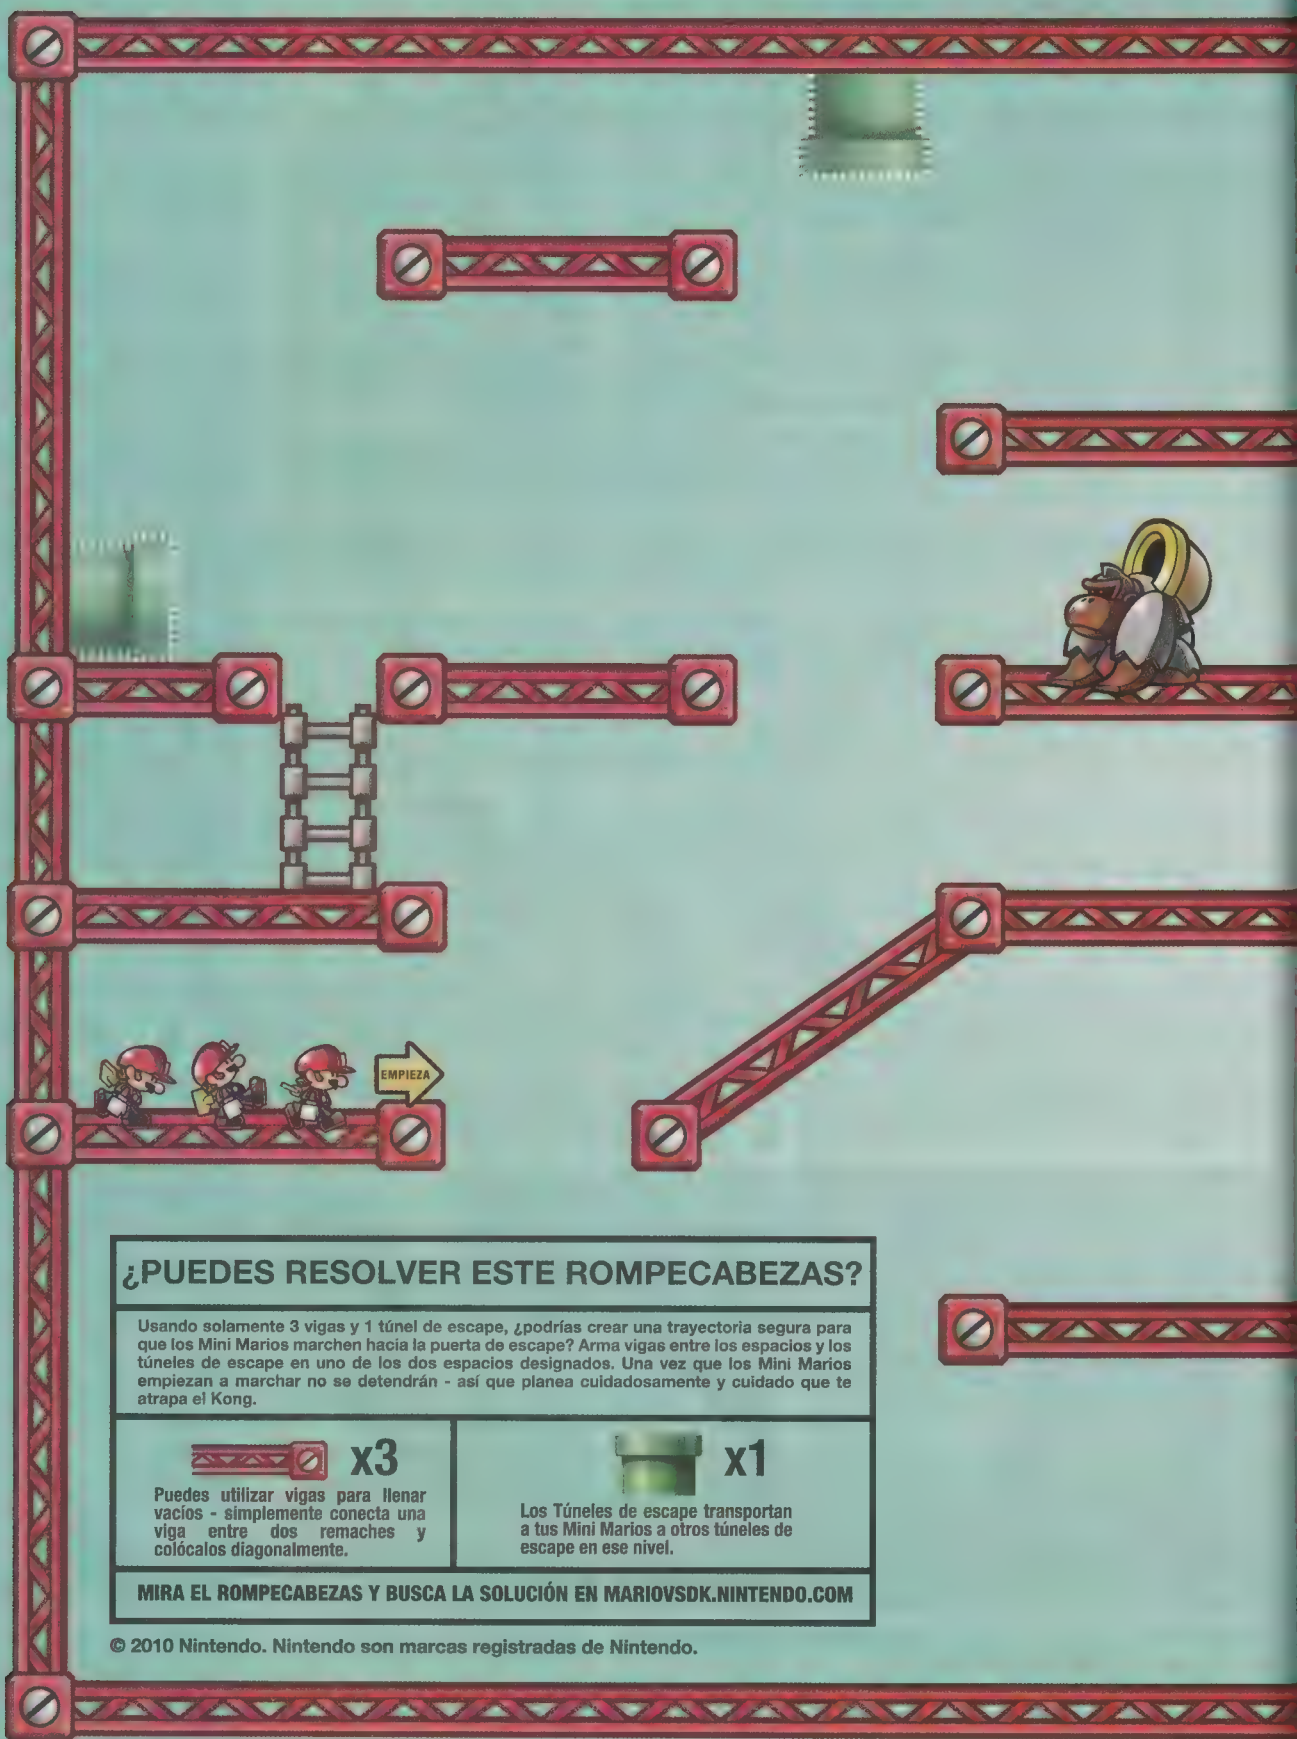 EMPIEZA
¿PUEDES RESOLVER ESTE ROMPECABEZAS?
Usando solamente 3 vigas y 1 túnel de escape, ¿podrías crear una trayectoria segura para
que los Mini Marios marchen hacia la puerta de escape? Arma vigas entre los espacios y los
túneles de escape en uno de los dos espacios designados. Una vez que los Mini Marios
empiezan a marchar no se detendrán - así que planea cuidadosamente y cuidado que te
atrapa el Kong.
x3
Puedes utilizar vigas para llenar
vacíos - simplemente conecta una
viga entre dos remaches y
colócalos diagonalmente.
x1
Los Túneles de escape transportan
a tus Mini Marios a otros túneles de
escape en ese nivel.
MIRA EL ROMPECABEZAS Y BUSCA LA SOLUCIÓN EN MARIOVSDK.NINTENDO.COM
© 2010 Nintendo. Nintendo son marcas registradas de Nintendo.